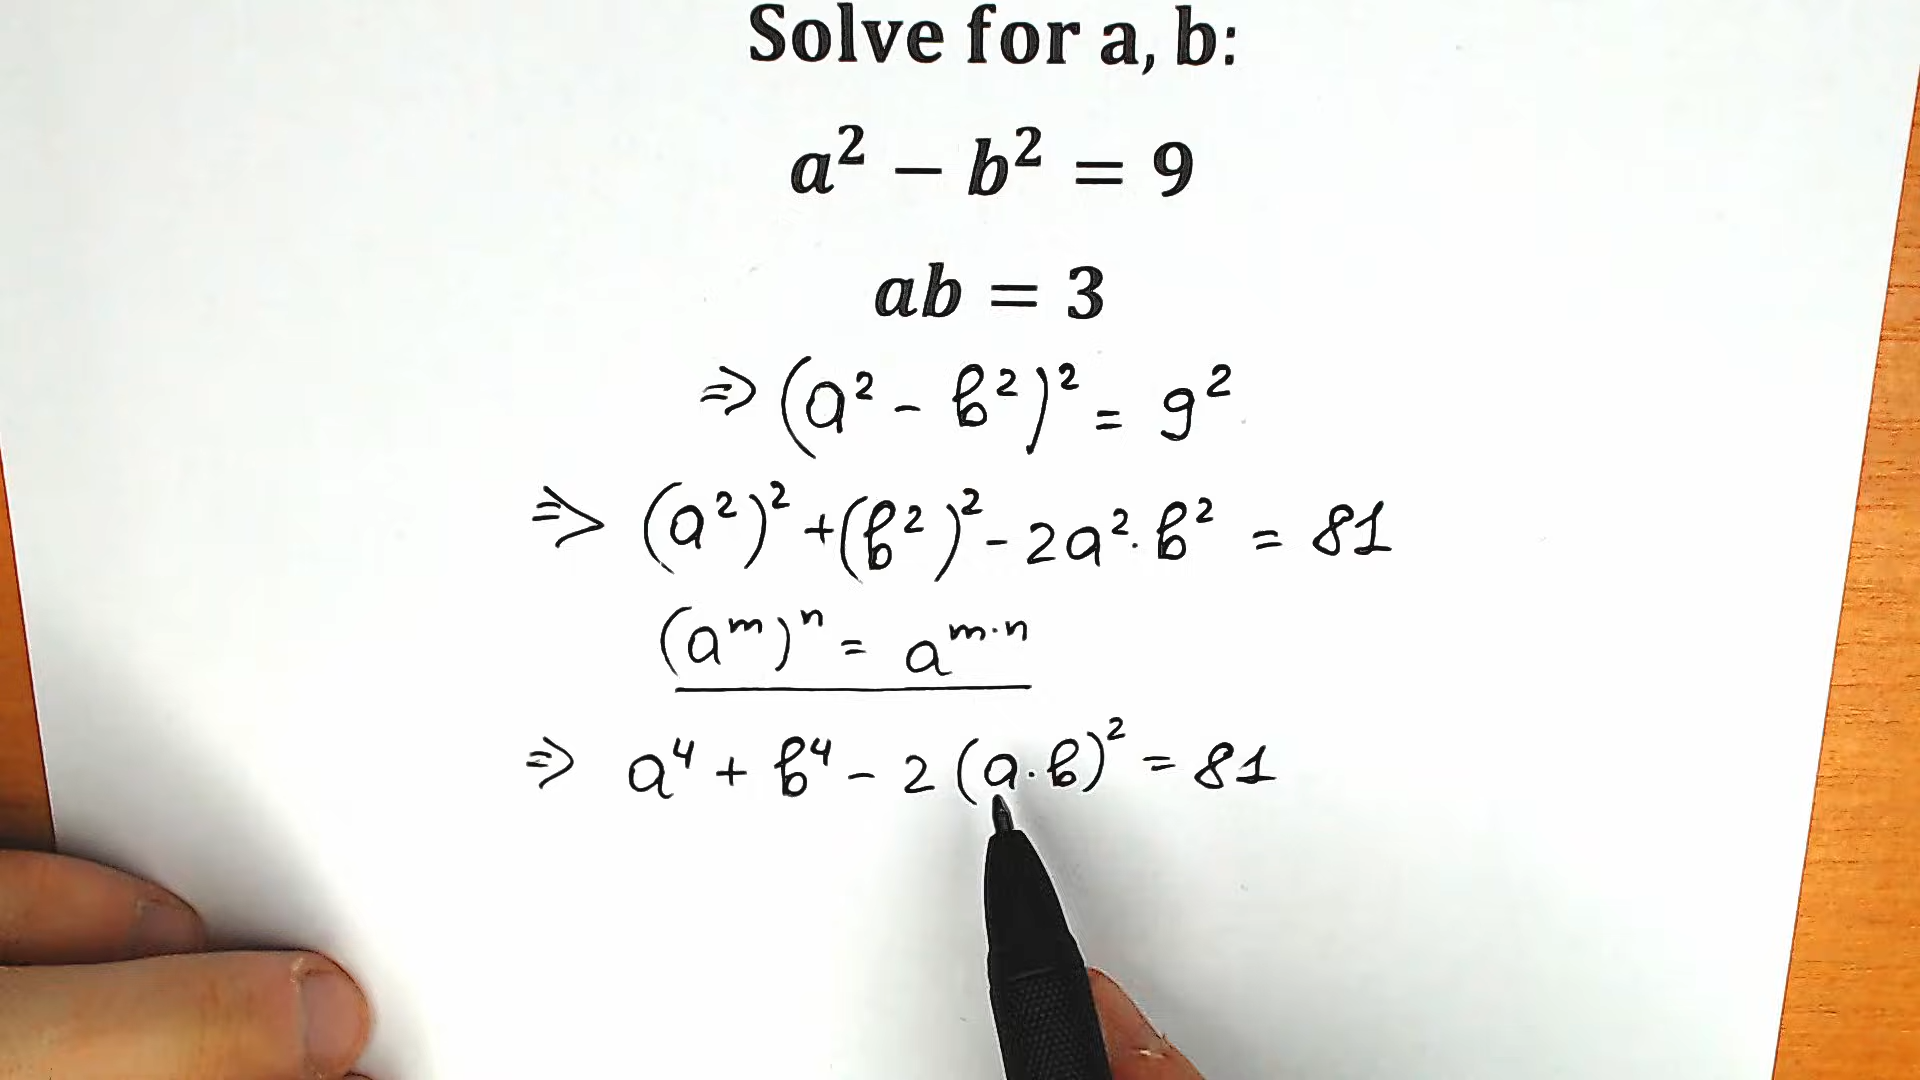 Solve for a, b:
a² − b² = 9
ab = 3
⇒ (a² - b²)² = 9²
⇒ (a²)² + (b²)² - 2a² · b² = 81
(aᵐ)ⁿ = aᵐ·ⁿ
⇒ a⁴ + b⁴ - 2 (a · b)² = 81